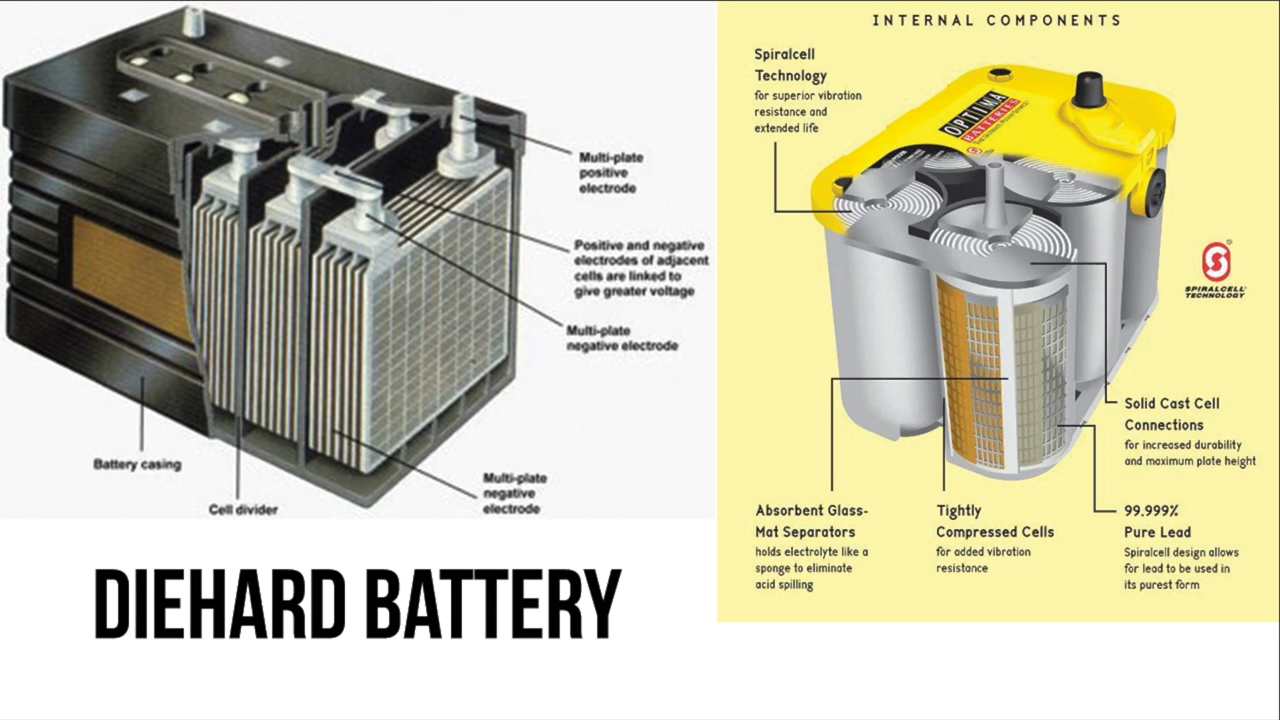 Multi-plate
positive
electrode
Positive and negative
electrodes of adjacent
cells are linked to
give greater voltage
Multi-plate
negative electrode
Battery casing
Cell divider
Multi-plate
negative
electrode
DIEHARD BATTERY
INTERNAL COMPONENTS
Spiralcell
Technology
for superior vibration
resistance and
extended life
OPTIMA
BATTERIES
SPIRALCELL
TECHNOLOGY
Solid Cast Cell
Connections
for increased durability
and maximum plate height
Absorbent Glass-
Mat Separators
holds electrolyte like a
sponge to eliminate
acid spilling
Tightly
Compressed Cells
for added vibration
resistance
99.999%
Pure Lead
Spiralcell design allows
for lead to be used in
its purest form